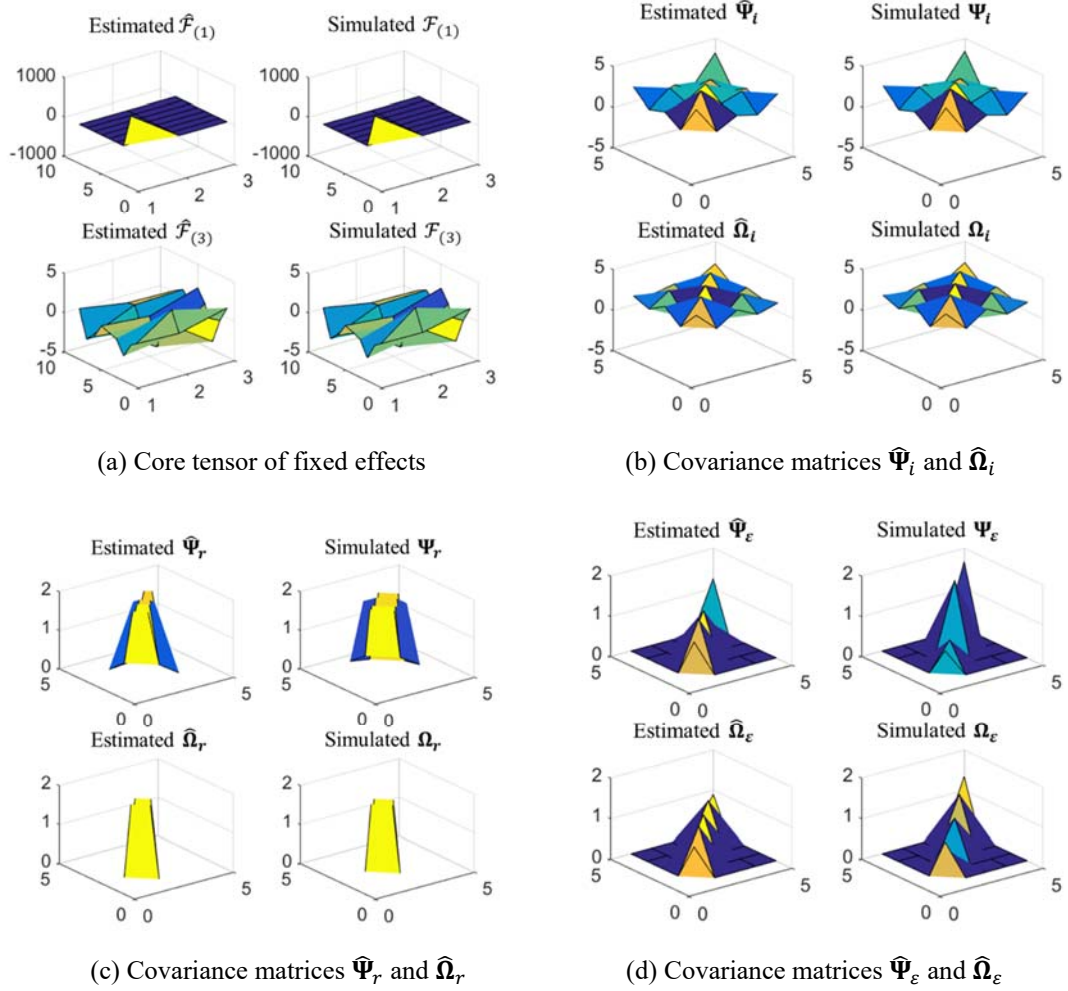 Estimated 𝓕̂₍₁₎ Simulated 𝓕₍₁₎
1000 1000
0 0
-1000 -1000
10 5 0 1 2 3 10 5 0 1 2 3
Estimated 𝓕̂₍₃₎ Simulated 𝓕₍₃₎
5 5
0 0
-5 -5
10 5 0 1 2 3 10 5 0 1 2 3
(a) Core tensor of fixed effects
Estimated 𝚿̂ᵢ Simulated 𝚿ᵢ
5 5
0 0
-5 -5
5 0 0 5 5 0 0 5
Estimated 𝛀̂ᵢ Simulated 𝛀ᵢ
5 5
0 0
-5 -5
5 0 0 5 5 0 0 5
(b) Covariance matrices 𝚿̂ᵢ and 𝛀̂ᵢ
Estimated 𝚿̂ᵣ Simulated 𝚿ᵣ
2 2
1 1
0 0
5 0 0 5 5 0 0 5
Estimated 𝛀̂ᵣ Simulated 𝛀ᵣ
2 2
1 1
0 0
5 0 0 5 5 0 0 5
(c) Covariance matrices 𝚿̂ᵣ and 𝛀̂ᵣ
Estimated 𝚿̂_ε Simulated 𝚿_ε
2 2
1 1
0 0
5 0 0 5 5 0 0 5
Estimated 𝛀̂_ε Simulated 𝛀_ε
2 2
1 1
0 0
5 0 0 5 5 0 0 5
(d) Covariance matrices 𝚿̂_ε and 𝛀̂_ε